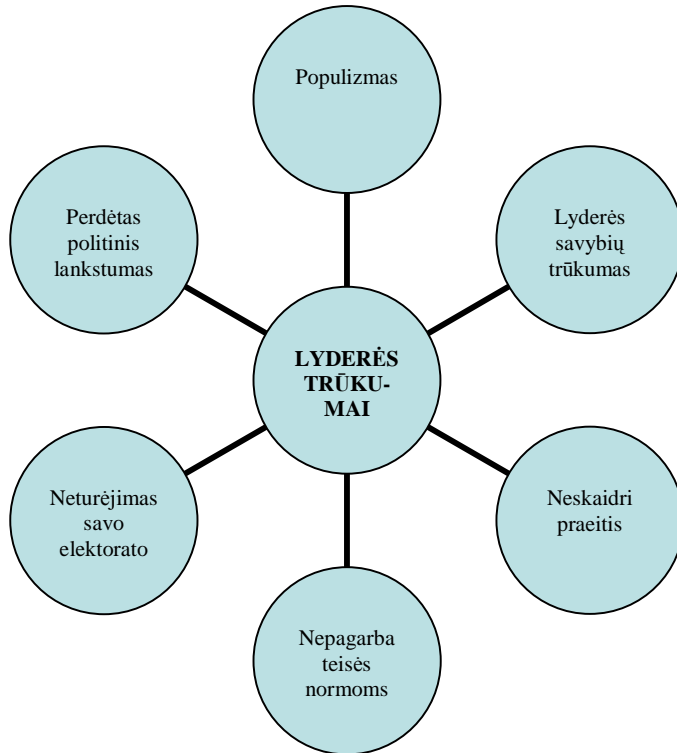 Populizmas
Perdėtas
politinis
lankstumas
Lyderės
savybių
trūkumas
LYDERĖS
TRŪKU-
MAI
Neturėjimas
savo
elektorato
Neskaidri
praeitis
Nepagarba
teisės
normoms